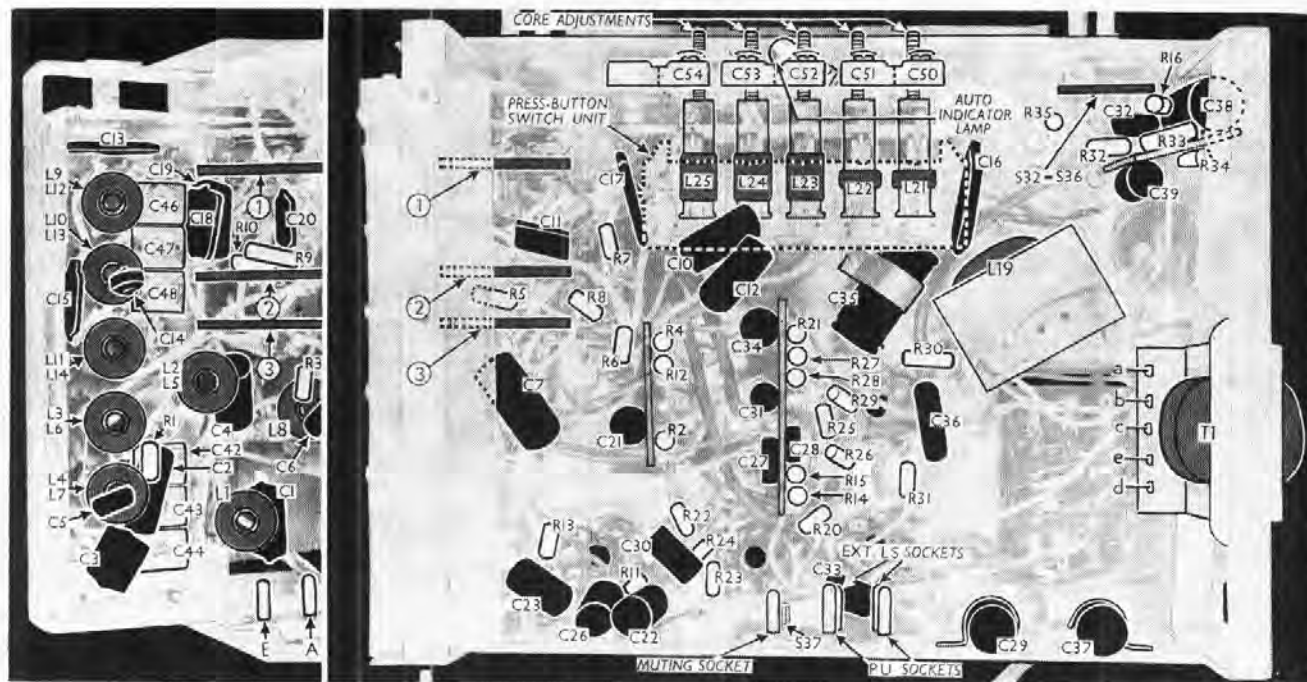 CORE ADJUSTMENTS
C54
C53
C52
C51
C50
PRESS-BUTTON
SWITCH UNIT
AUTO
INDICATOR
LAMP
R16
R35
C32
C38
R33
R32
R34
S32-S36
C39
C13
C19
L9
L12
C46
C18
1
C20
L10
L13
C47
R10
R9
C48
2
C15
C14
L11
L14
3
L2
L5
R3
L3
L6
C4
L8
R1
C42
C2
C6
L4
L7
L1
C1
C5
C43
C3
C44
E
A
1
C17
L25
L24
L23
L22
L21
C16
C11
R7
C10
2
R5
R8
C12
C35
L19
3
R6
R4
R12
C34
R21
R27
R28
R30
C7
C31
R29
C36
C21
R2
R25
C27
C28
R26
R15
R14
R31
R20
a
b
c
e
d
T1
R13
R22
C30
R24
R23
R11
C23
C26
C22
C33
EXT. LS SOCKETS
S37
MUTING SOCKET
P.U. SOCKETS
C29
C37